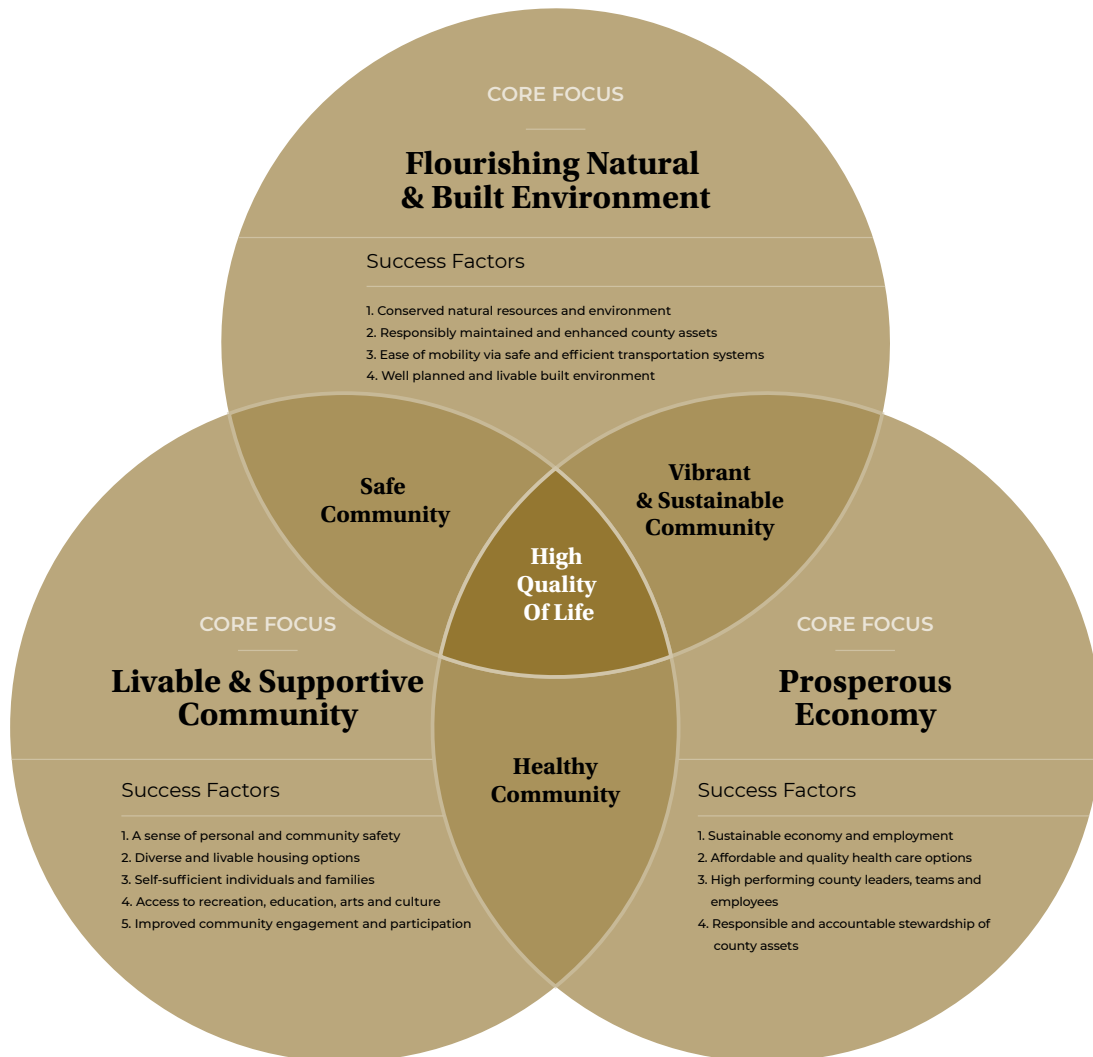 CORE FOCUS
Flourishing Natural
& Built Environment
Success Factors
1. Conserved natural resources and environment
2. Responsibly maintained and enhanced county assets
3. Ease of mobility via safe and efficient transportation systems
4. Well planned and livable built environment
Safe
Community
Vibrant
& Sustainable
Community
High
Quality
Of Life
CORE FOCUS
Livable & Supportive
Community
Success Factors
1. A sense of personal and community safety
2. Diverse and livable housing options
3. Self-sufficient individuals and families
4. Access to recreation, education, arts and culture
5. Improved community engagement and participation
Healthy
Community
CORE FOCUS
Prosperous
Economy
Success Factors
1. Sustainable economy and employment
2. Affordable and quality health care options
3. High performing county leaders, teams and
employees
4. Responsible and accountable stewardship of
county assets